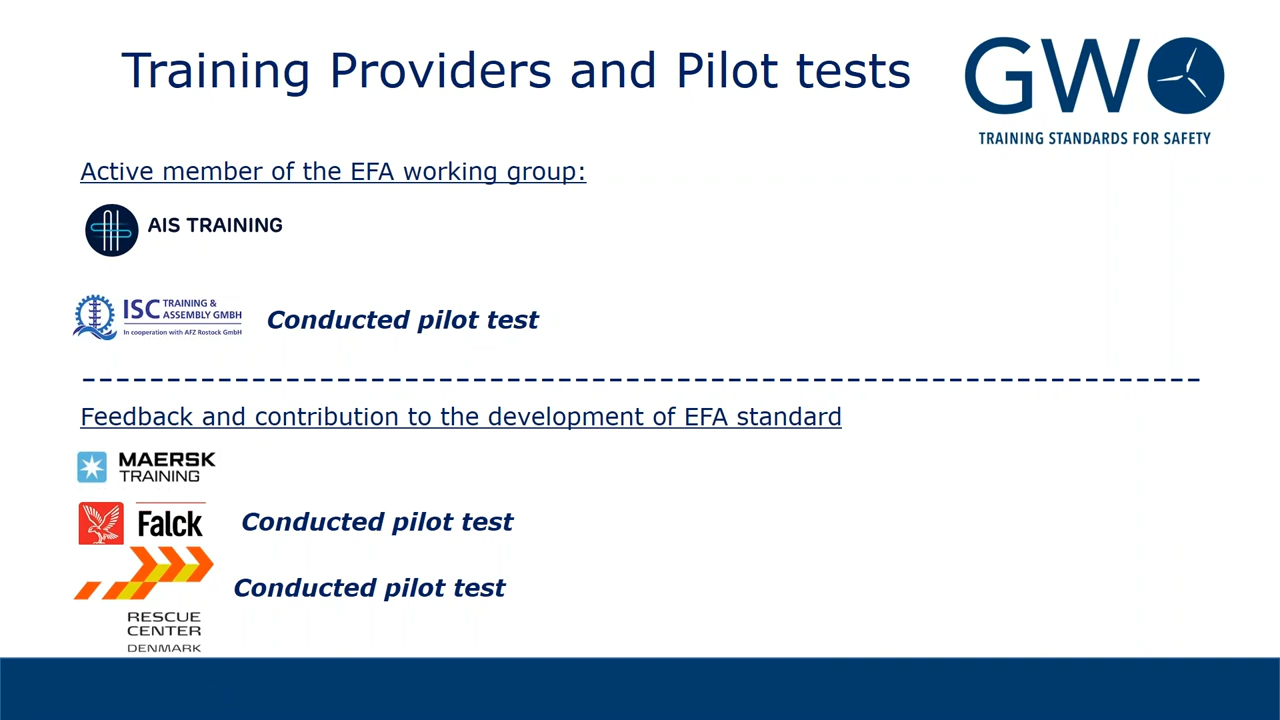 Training Providers and Pilot tests
GWO
TRAINING STANDARDS FOR SAFETY
Active member of the EFA working group:
AIS TRAINING
ISC TRAINING &
ASSEMBLY GMBH
In cooperation with AFZ Rostock GmbH
Conducted pilot test
Feedback and contribution to the development of EFA standard
MAERSK
TRAINING
Falck
Conducted pilot test
Conducted pilot test
RESCUE
CENTER
DENMARK